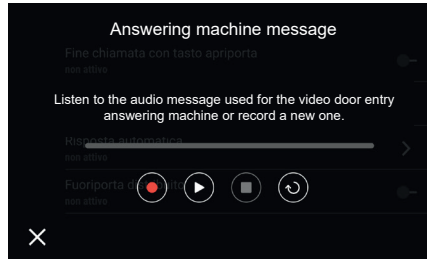 Answering machine message
Fine chiamata con tasto apriporta
non attivo
Listen to the audio message used for the video door entry
answering machine or record a new one.
Risposta automatica
non attivo
Fuoriporta
non attivo